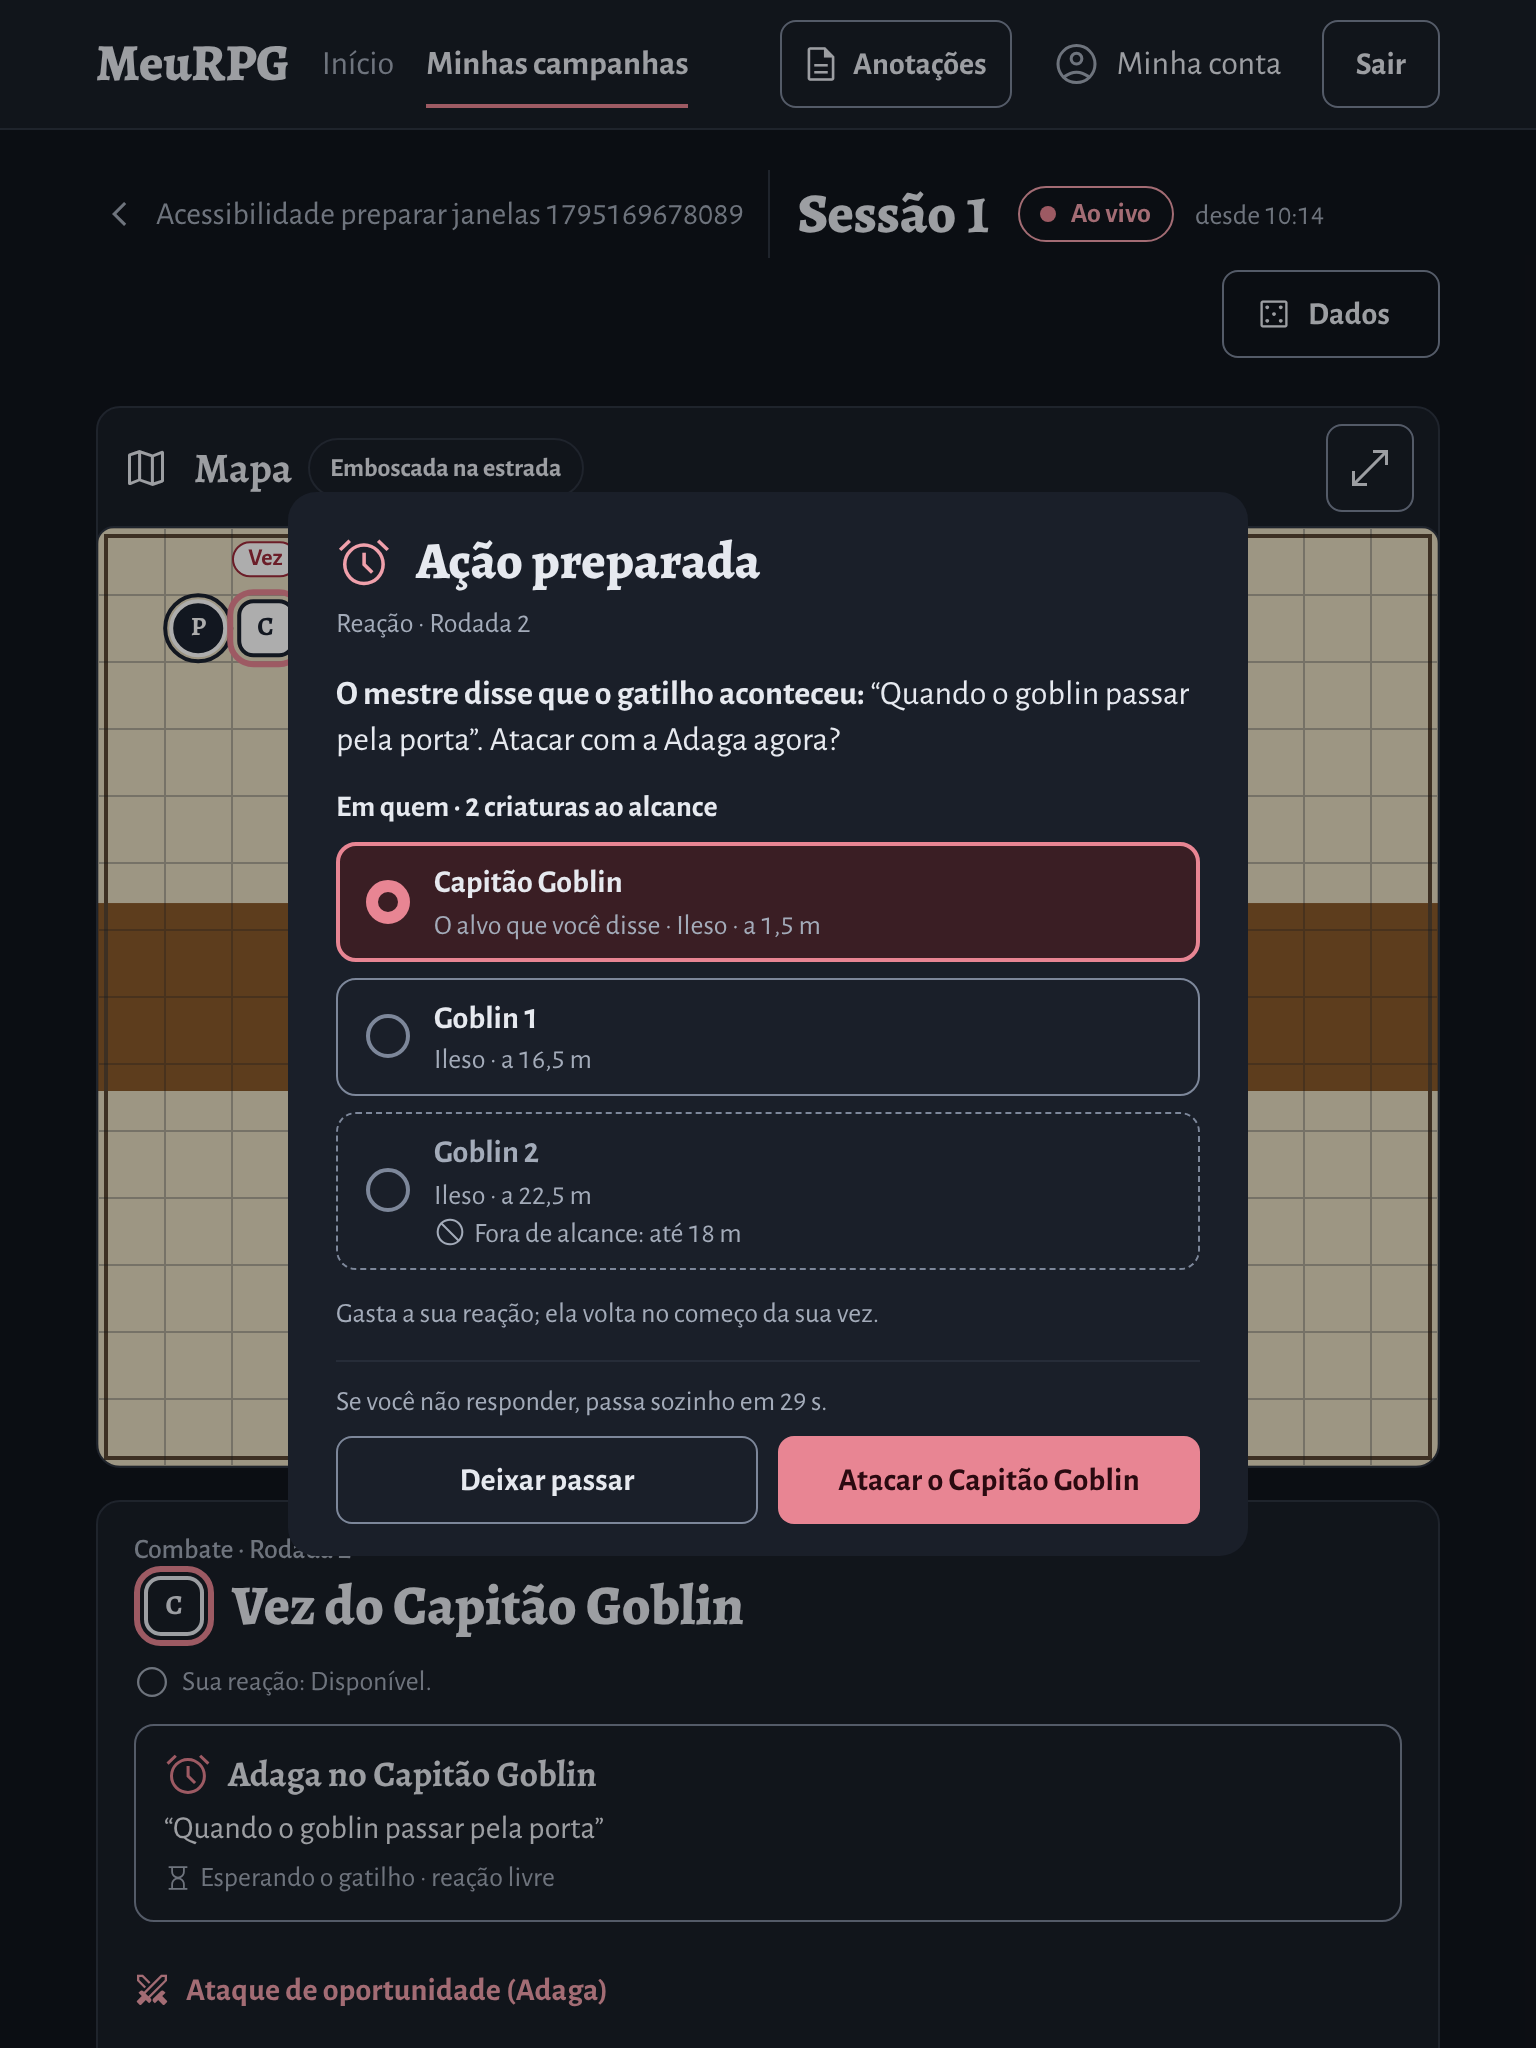 MeuRPG
Início
Minhas campanhas
Anotações
Minha conta
Sair
Acessibilidade preparar janelas 1795169678089
Sessão 1
Ao vivo
desde 10:14
Dados
Mapa
Emboscada na estrada
Vez
P
C
Ação preparada
Reação · Rodada 2
O mestre disse que o gatilho aconteceu: “Quando o goblin passar
pela porta”. Atacar com a Adaga agora?
Em quem · 2 criaturas ao alcance
Capitão Goblin
O alvo que você disse · Ileso · a 1,5 m
Goblin 1
Ileso · a 16,5 m
Goblin 2
Ileso · a 22,5 m
Fora de alcance: até 18 m
Gasta a sua reação; ela volta no começo da sua vez.
Se você não responder, passa sozinho em 29 s.
Deixar passar
Atacar o Capitão Goblin
Combate · Rodada 2
C
Vez do Capitão Goblin
Sua reação: Disponível.
Adaga no Capitão Goblin
“Quando o goblin passar pela porta”
Esperando o gatilho · reação livre
Ataque de oportunidade (Adaga)